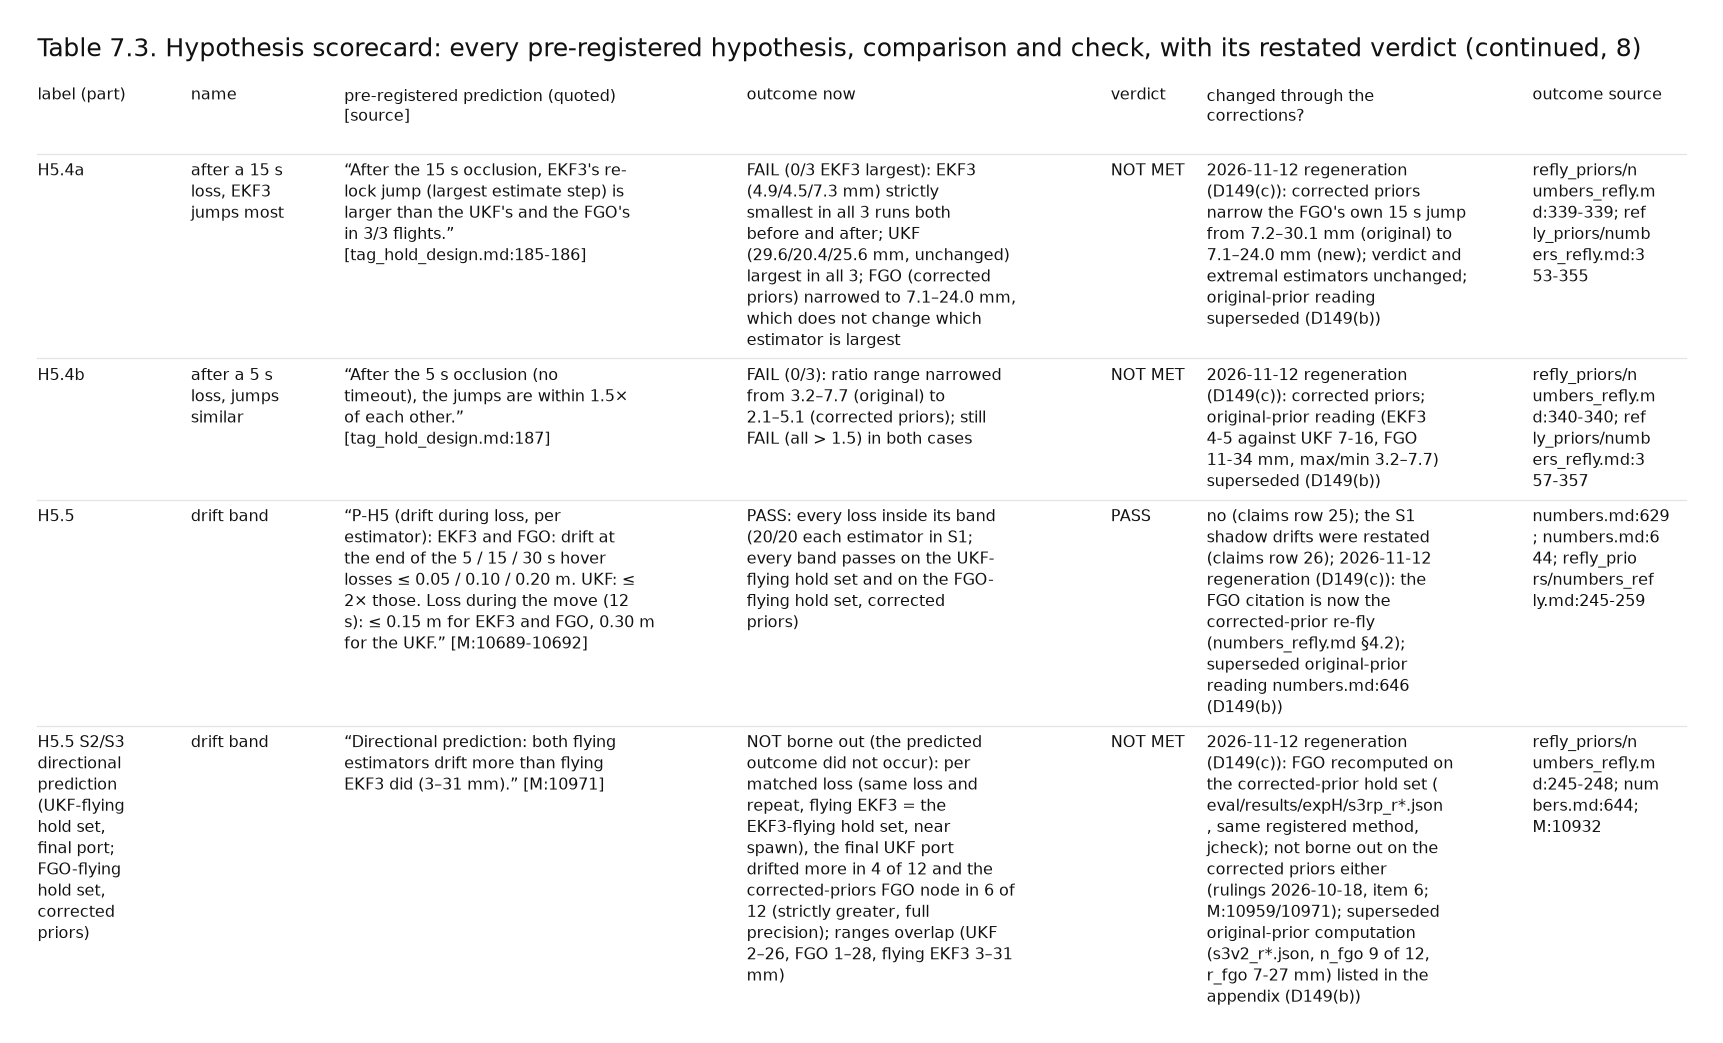 Table 7.3. Hypothesis scorecard: every pre-registered hypothesis, comparison and check, with its restated verdict (continued, 8)
label (part)
name
pre-registered prediction (quoted)
[source]
outcome now
verdict
changed through the
corrections?
outcome source
H5.4a
after a 15 s
loss, EKF3
jumps most
“After the 15 s occlusion, EKF3's re-
lock jump (largest estimate step) is
larger than the UKF's and the FGO's
in 3/3 flights.”
[tag_hold_design.md:185-186]
FAIL (0/3 EKF3 largest): EKF3
(4.9/4.5/7.3 mm) strictly
smallest in all 3 runs both
before and after; UKF
(29.6/20.4/25.6 mm, unchanged)
largest in all 3; FGO (corrected
priors) narrowed to 7.1–24.0 mm,
which does not change which
estimator is largest
NOT MET
2026-11-12 regeneration
(D149(c)): corrected priors
narrow the FGO's own 15 s jump
from 7.2–30.1 mm (original) to
7.1–24.0 mm (new); verdict and
extremal estimators unchanged;
original-prior reading
superseded (D149(b))
refly_priors/n
umbers_refly.m
d:339-339; ref
ly_priors/numb
ers_refly.md:3
53-355
H5.4b
after a 5 s
loss, jumps
similar
“After the 5 s occlusion (no
timeout), the jumps are within 1.5×
of each other.”
[tag_hold_design.md:187]
FAIL (0/3): ratio range narrowed
from 3.2–7.7 (original) to
2.1–5.1 (corrected priors); still
FAIL (all > 1.5) in both cases
NOT MET
2026-11-12 regeneration
(D149(c)): corrected priors;
original-prior reading (EKF3
4-5 against UKF 7-16, FGO
11-34 mm, max/min 3.2–7.7)
superseded (D149(b))
refly_priors/n
umbers_refly.m
d:340-340; ref
ly_priors/numb
ers_refly.md:3
57-357
H5.5
drift band
“P-H5 (drift during loss, per
estimator): EKF3 and FGO: drift at
the end of the 5 / 15 / 30 s hover
losses ≤ 0.05 / 0.10 / 0.20 m. UKF: ≤
2× those. Loss during the move (12
s): ≤ 0.15 m for EKF3 and FGO, 0.30 m
for the UKF.” [M:10689-10692]
PASS: every loss inside its band
(20/20 each estimator in S1;
every band passes on the UKF-
flying hold set and on the FGO-
flying hold set, corrected
priors)
PASS
no (claims row 25); the S1
shadow drifts were restated
(claims row 26); 2026-11-12
regeneration (D149(c)): the
FGO citation is now the
corrected-prior re-fly
(numbers_refly.md §4.2);
superseded original-prior
reading numbers.md:646
(D149(b))
numbers.md:629
; numbers.md:6
44; refly_prio
rs/numbers_ref
ly.md:245-259
H5.5 S2/S3
directional
prediction
(UKF-flying
hold set,
final port;
FGO-flying
hold set,
corrected
priors)
drift band
“Directional prediction: both flying
estimators drift more than flying
EKF3 did (3–31 mm).” [M:10971]
NOT borne out (the predicted
outcome did not occur): per
matched loss (same loss and
repeat, flying EKF3 = the
EKF3-flying hold set, near
spawn), the final UKF port
drifted more in 4 of 12 and the
corrected-priors FGO node in 6 of
12 (strictly greater, full
precision); ranges overlap (UKF
2–26, FGO 1–28, flying EKF3 3–31
mm)
NOT MET
2026-11-12 regeneration
(D149(c)): FGO recomputed on
the corrected-prior hold set (
eval/results/expH/s3rp_r*.json
, same registered method,
jcheck); not borne out on the
corrected priors either
(rulings 2026-10-18, item 6;
M:10959/10971); superseded
original-prior computation
(s3v2_r*.json, n_fgo 9 of 12,
r_fgo 7-27 mm) listed in the
appendix (D149(b))
refly_priors/n
umbers_refly.m
d:245-248; num
bers.md:644;
M:10932